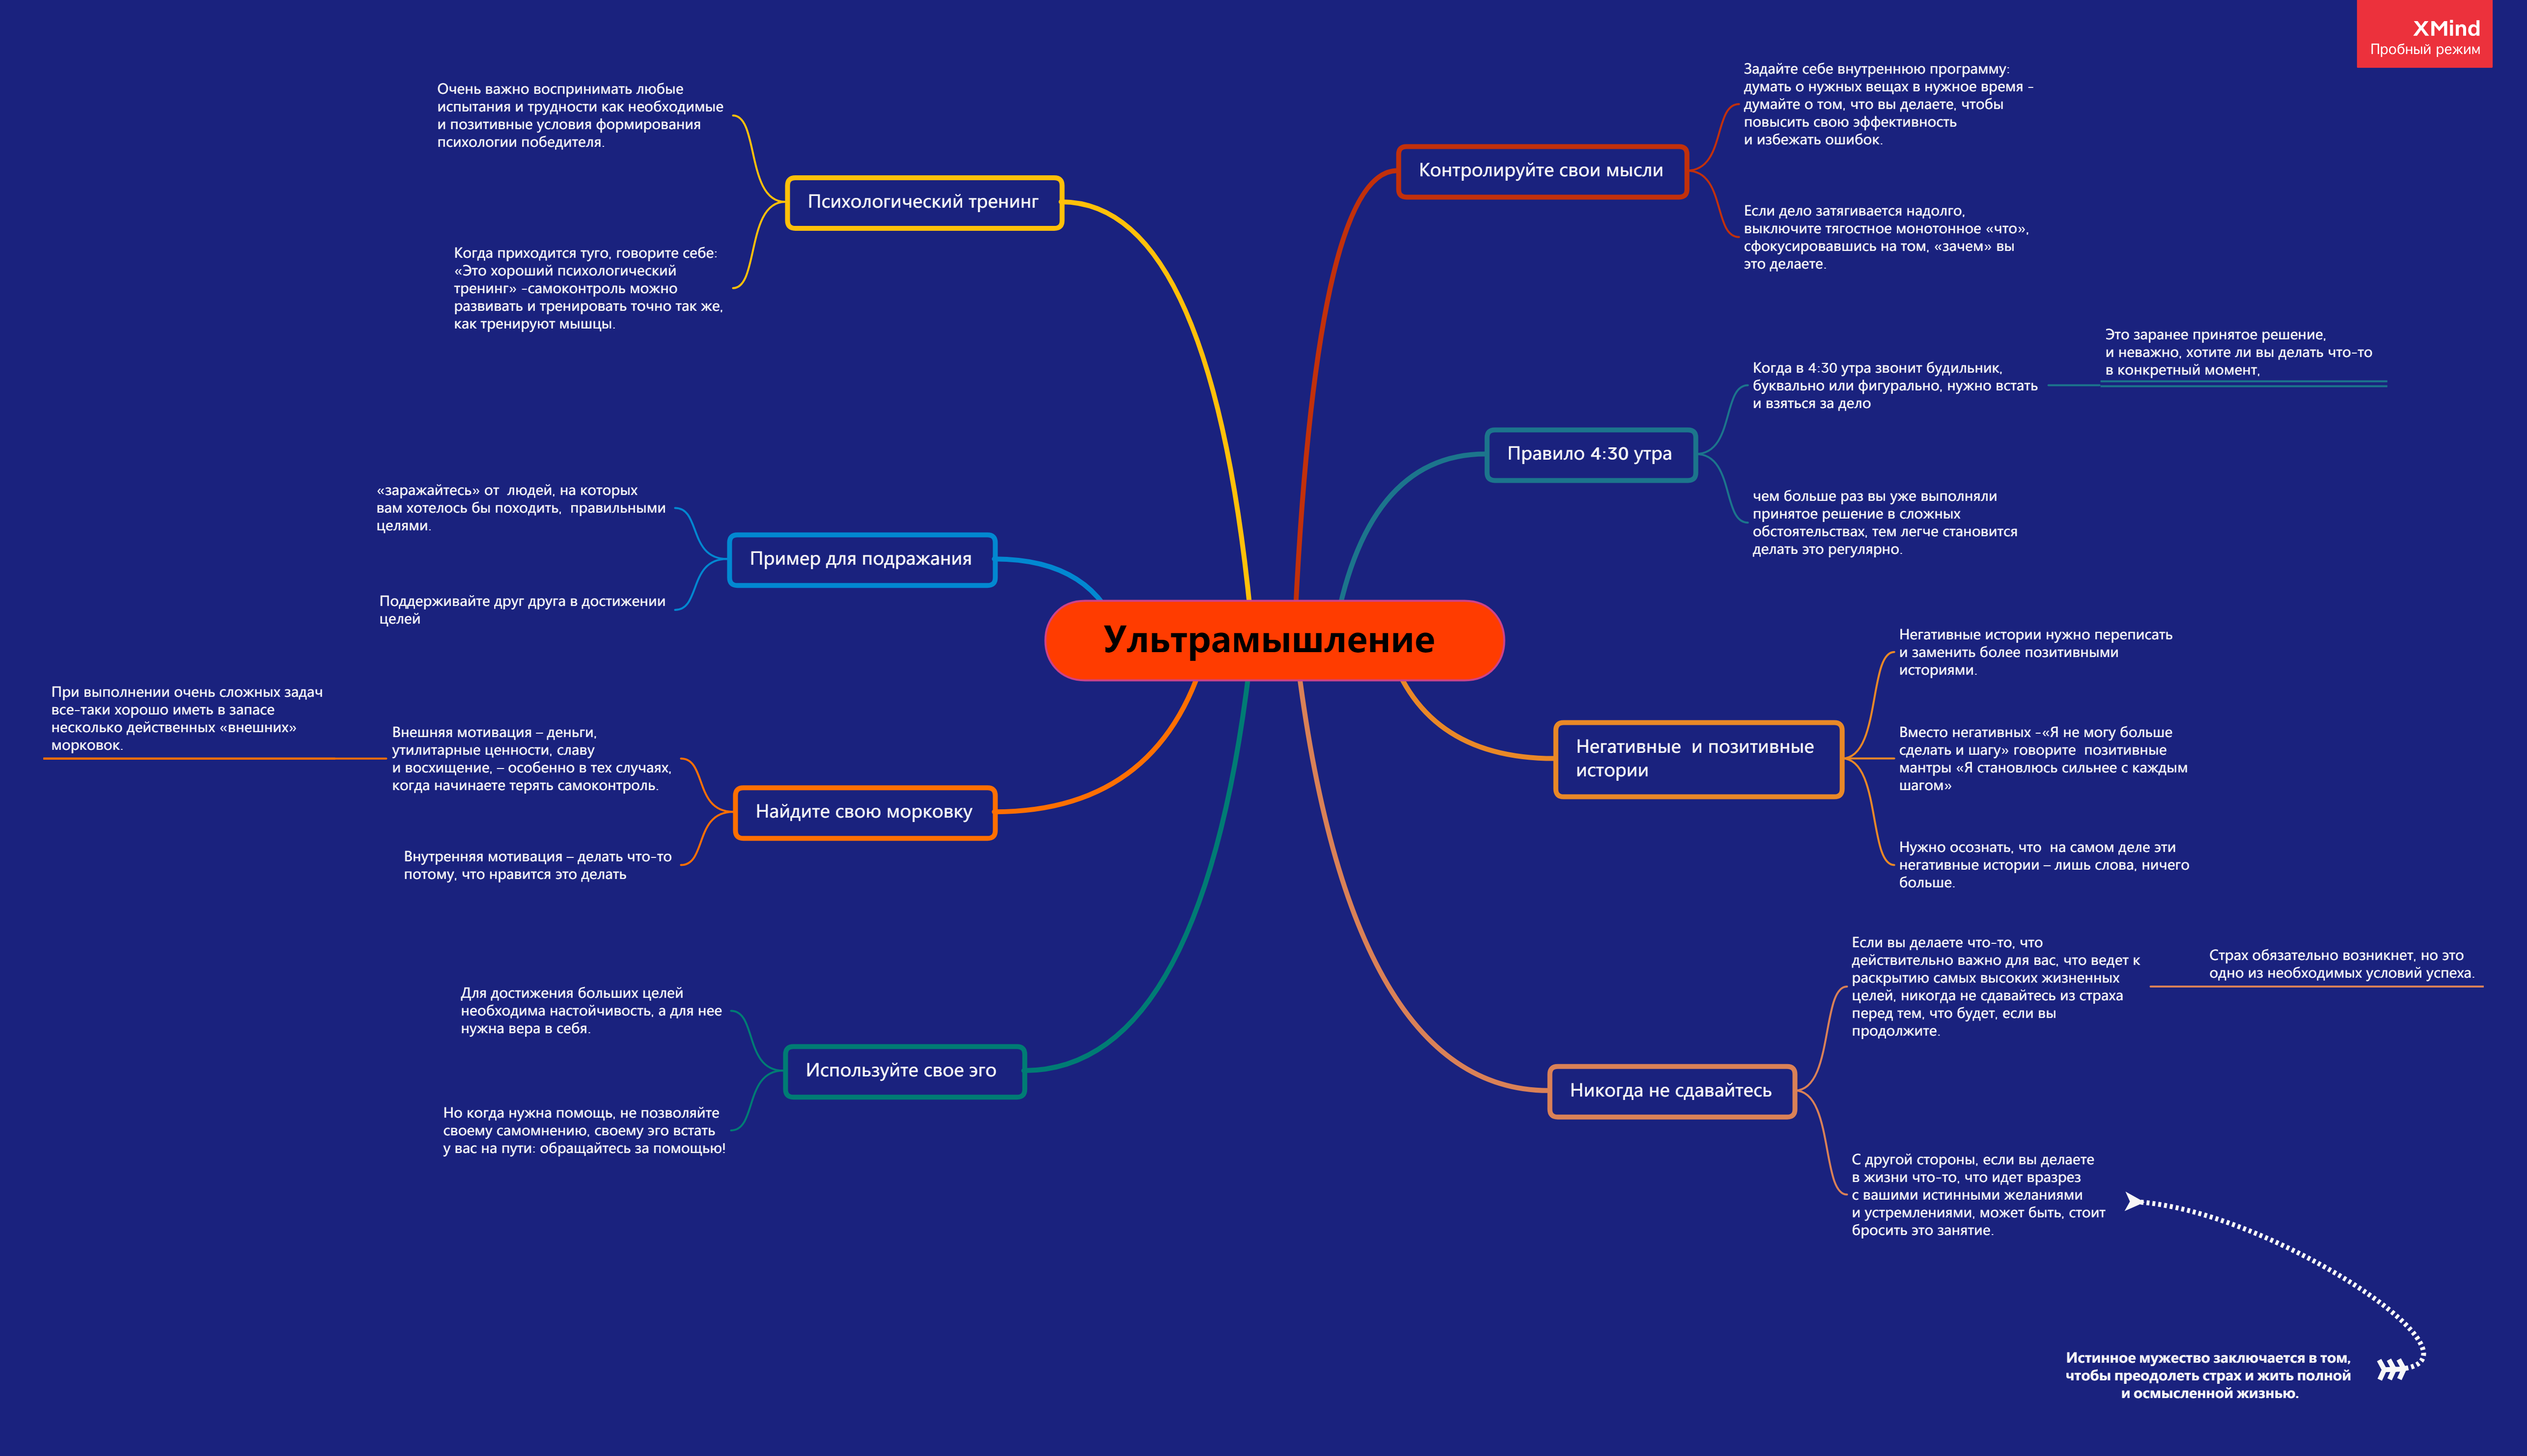 XMind
Пробный режим
Ультрамышление
Контролируйте свои мысли
Задайте себе внутреннюю программу:
думать о нужных вещах в нужное время -
думайте о том, что вы делаете, чтобы
повысить свою эффективность
и избежать ошибок.
Если дело затягивается надолго,
выключите тягостное монотонное «что»,
сфокусировавшись на том, «зачем» вы
это делаете.
Правило 4:30 утра
Когда в 4:30 утра звонит будильник,
буквально или фигурально, нужно встать
и взяться за дело
Это заранее принятое решение,
и неважно, хотите ли вы делать что-то
в конкретный момент,
чем больше раз вы уже выполняли
принятое решение в сложных
обстоятельствах, тем легче становится
делать это регулярно.
Негативные  и позитивные
истории
Негативные истории нужно переписать
и заменить более позитивными
историями.
Вместо негативных -«Я не могу больше
сделать и шагу» говорите  позитивные
мантры «Я становлюсь сильнее с каждым
шагом»
Нужно осознать, что  на самом деле эти
негативные истории – лишь слова, ничего
больше.
Никогда не сдавайтесь
Если вы делаете что-то, что
действительно важно для вас, что ведет к
раскрытию самых высоких жизненных
целей, никогда не сдавайтесь из страха
перед тем, что будет, если вы
продолжите.
Страх обязательно возникнет, но это
одно из необходимых условий успеха.
С другой стороны, если вы делаете
в жизни что-то, что идет вразрез
с вашими истинными желаниями
и устремлениями, может быть, стоит
бросить это занятие.
Истинное мужество заключается в том,
чтобы преодолеть страх и жить полной
и осмысленной жизнью.
Психологический тренинг
Очень важно воспринимать любые
испытания и трудности как необходимые
и позитивные условия формирования
психологии победителя.
Когда приходится туго, говорите себе:
«Это хороший психологический
тренинг» -самоконтроль можно
развивать и тренировать точно так же,
как тренируют мышцы.
Пример для подражания
«заражайтесь» от  людей, на которых
вам хотелось бы походить,  правильными
целями.
Поддерживайте друг друга в достижении
целей
Найдите свою морковку
Внешняя мотивация – деньги,
утилитарные ценности, славу
и восхищение, – особенно в тех случаях,
когда начинаете терять самоконтроль.
При выполнении очень сложных задач
все-таки хорошо иметь в запасе
несколько действенных «внешних»
морковок.
Внутренняя мотивация – делать что-то
потому, что нравится это делать
Используйте свое эго
Для достижения больших целей
необходима настойчивость, а для нее
нужна вера в себя.
Но когда нужна помощь, не позволяйте
своему самомнению, своему эго встать
у вас на пути: обращайтесь за помощью!